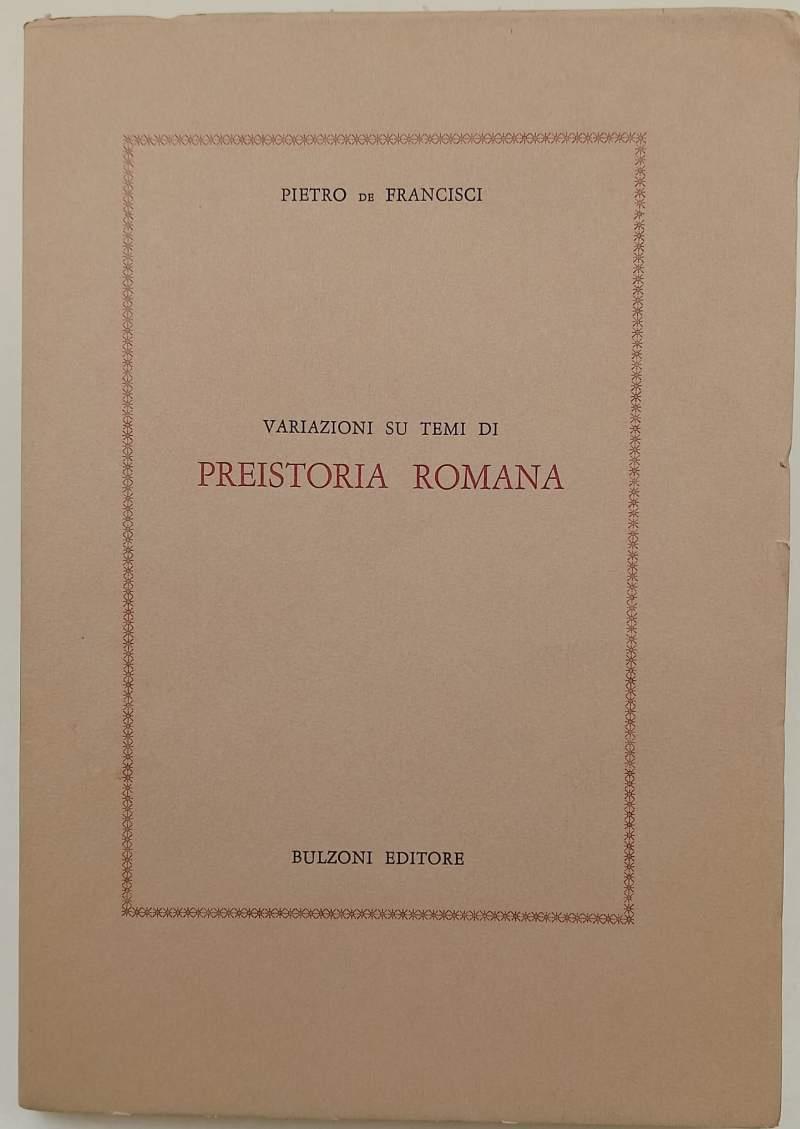 PIETRO DE FRANCISCI
VARIAZIONI SU TEMI DI
PREISTORIA ROMANA
BULZONI EDITORE